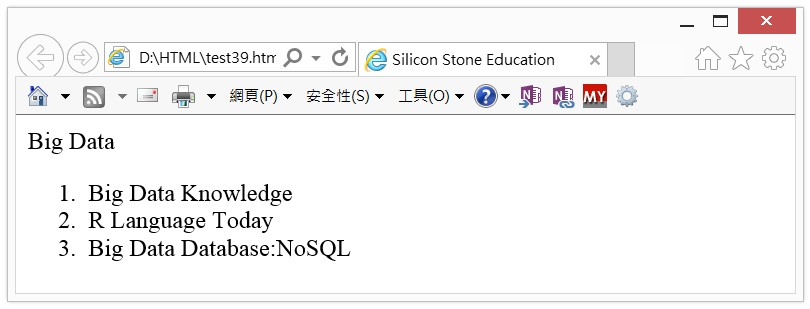 D:\HTML\test39.htm
Silicon Stone Education
網頁(P) 安全性(S) 工具(O) MY
Big Data
1. Big Data Knowledge
2. R Language Today
3. Big Data Database:NoSQL